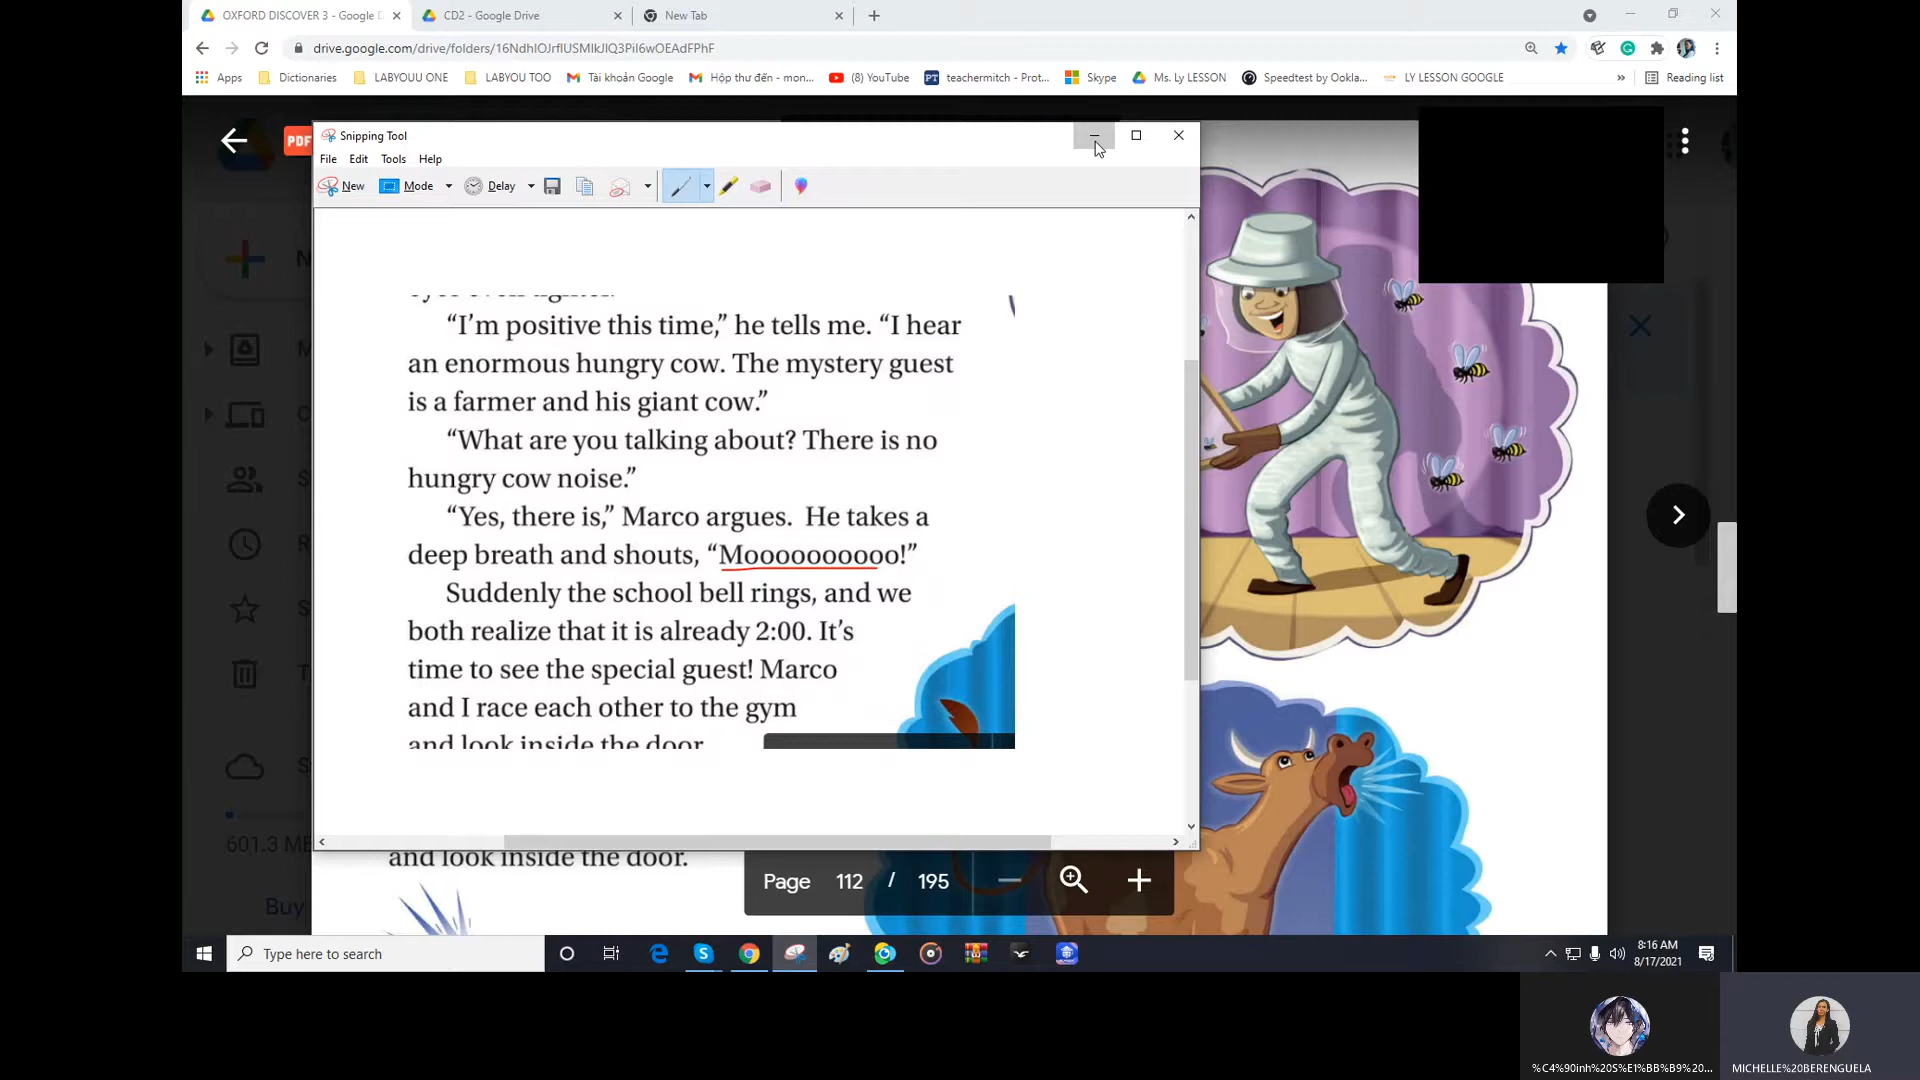 OXFORD DISCOVER 3 - Google D
CD2 - Google Drive
New Tab
drive.google.com/drive/folders/
Apps
Dictionaries
LABYOUU ONE
LABYOU TOO
Tài khoản Google
Hộp thư đến - mon...
(8) YouTube
teachermitch - Prot...
Skype
Ms. Ly LESSON
Speedtest by Ookla...
LY LESSON GOOGLE
»
Reading list
PDF
Snipping Tool
File Edit Tools Help
New Mode Delay
“I’m positive this time,” he tells me. “I hear
an enormous hungry cow. The mystery guest
is a farmer and his giant cow.”
“What are you talking about? There is no
hungry cow noise.”
“Yes, there is,” Marco argues. He takes a
deep breath and shouts, “Moooooooooo!”
Suddenly the school bell rings, and we
both realize that it is already 2:00. It’s
time to see the special guest! Marco
and I race each other to the gym
and look inside the door.
601.3 M
Buy
and look inside the door.
Page 112 / 195
Type here to search
8:16 AM
8/17/2021
%C4%90inh%20S%E1%BB%B9%20...
MICHELLE%20BERENGUELA